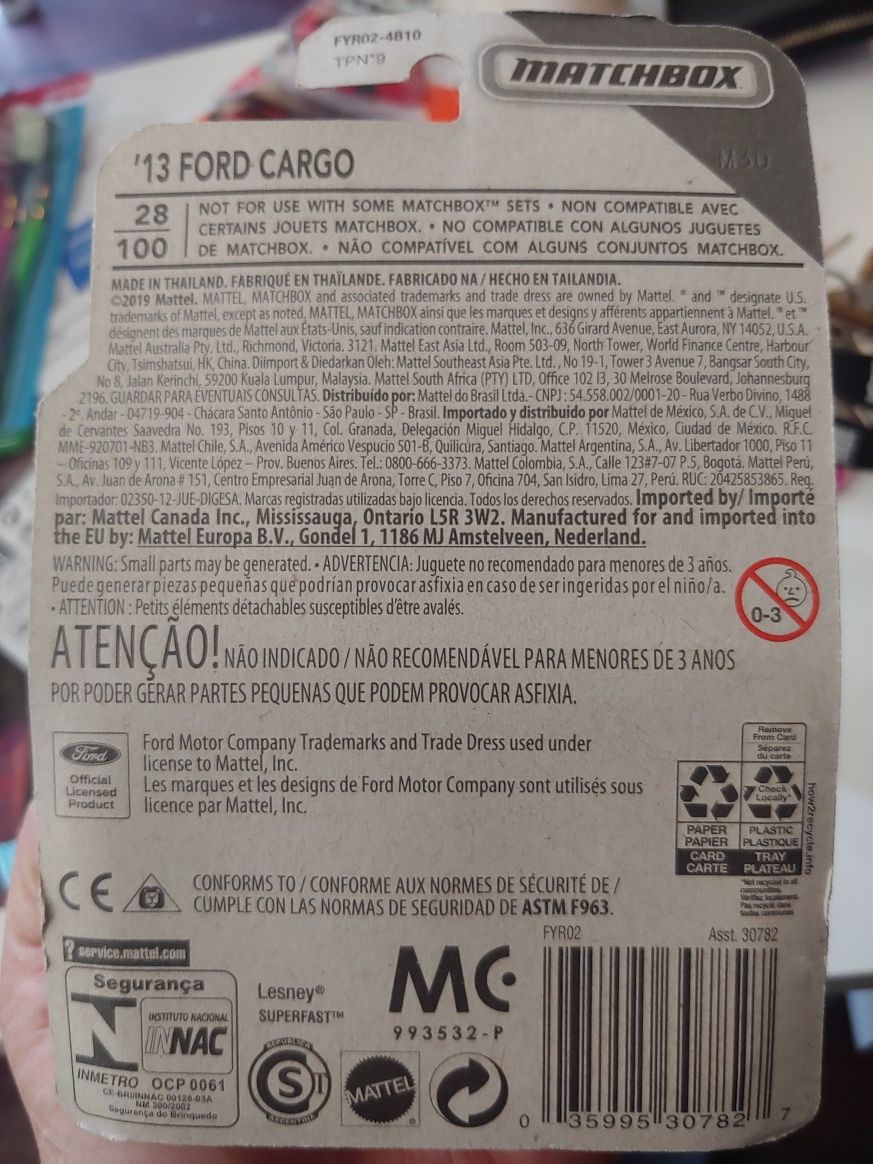 FYR02-4B10
TPN*9
MATCHBOX
'13 FORD CARGO
28
100
NOT FOR USE WITH SOME MATCHBOX™ SETS • NON COMPATIBLE AVEC
CERTAINS JOUETS MATCHBOX. • NO COMPATIBLE CON ALGUNOS JUGUETES
DE MATCHBOX. • NÃO COMPATÍVEL COM ALGUNS CONJUNTOS MATCHBOX.
MADE IN THAILAND. FABRIQUÉ EN THAÏLANDE. FABRICADO NA / HECHO EN TAILANDIA.
©2019 Mattel. MATTEL, MATCHBOX and associated trademarks and trade dress are owned by Mattel. ® and ™ designate U.S.
trademarks of Mattel, except as noted. MATTEL, MATCHBOX ainsi que les marques et designs y afférents appartiennent à Mattel. ® et ™
désignent des marques de Mattel aux États-Unis, sauf indication contraire. Mattel, Inc., 636 Girard Avenue, East Aurora, NY 14052, U.S.A.
Mattel Australia Pty. Ltd., Richmond, Victoria. 3121. Mattel East Asia Ltd., Room 503-09, North Tower, World Finance Centre, Harbour
City, Tsimshatsui, HK, China. Diimport & Diedarkan Oleh: Mattel Southeast Asia Pte. Ltd., No 19-1, Tower 3 Avenue 7, Bangsar South City,
No 8, Jalan Kerinchi, 59200 Kuala Lumpur, Malaysia. Mattel South Africa (PTY) LTD, Office 102 I3, 30 Melrose Boulevard, Johannesburg
2196. GUARDAR PARA EVENTUAIS CONSULTAS. Distribuído por: Mattel do Brasil Ltda.- CNPJ : 54.558.002/0001-20 - Rua Verbo Divino, 1488
- 2º. Andar - 04719-904 - Chácara Santo Antônio - São Paulo - SP - Brasil. Importado y distribuido por Mattel de México, S.A. de C.V., Miguel
de Cervantes Saavedra No. 193, Pisos 10 y 11, Col. Granada, Delegación Miguel Hidalgo, C.P. 11520, México, Ciudad de México. R.F.C.
MME-920701-NB3. Mattel Chile, S.A., Avenida Américo Vespucio 501-B, Quilicura, Santiago. Mattel Argentina, S.A., Av. Libertador 1000, Piso 11
– Oficinas 109 y 111, Vicente López – Prov. Buenos Aires. Tel.: 0800-666-3373. Mattel Colombia, S.A., Calle 123#7-07 P.5, Bogotá. Mattel Perú,
S.A., Av. Juan de Arona # 151, Centro Empresarial Juan de Arona, Torre C, Piso 7, Oficina 704, San Isidro, Lima 27, Perú. RUC: 20425853865. Reg.
Importador: 02350-12-JUE-DIGESA. Marcas registradas utilizadas bajo licencia. Todos los derechos reservados. Imported by/ Importé
par: Mattel Canada Inc., Mississauga, Ontario L5R 3W2. Manufactured for and imported into
the EU by: Mattel Europa B.V., Gondel 1, 1186 MJ Amstelveen, Nederland.
WARNING: Small parts may be generated. • ADVERTENCIA: Juguete no recomendado para menores de 3 años.
Puede generar piezas pequeñas que podrían provocar asfixia en caso de ser ingeridas por el niño/a.
• ATTENTION : Petits éléments détachables susceptibles d'être avalés.
0-3
ATENÇÃO! NÃO INDICADO / NÃO RECOMENDÁVEL PARA MENORES DE 3 ANOS
POR PODER GERAR PARTES PEQUENAS QUE PODEM PROVOCAR ASFIXIA.
Ford
Official
Licensed
Product
Ford Motor Company Trademarks and Trade Dress used under
license to Mattel, Inc.
Les marques et les designs de Ford Motor Company sont utilisés sous
licence par Mattel, Inc.
Remove
From Card
Séparez
du carte
Check
Locally*
PAPER
PAPIER
PLASTIC
PLASTIQUE
CARD
CARTE
TRAY
PLATEAU
how2recycle.info
*Not recycled in all
communities.
Vérifiez localement.
Pas recyclé dans
toutes communes
CE
CONFORMS TO / CONFORME AUX NORMES DE SÉCURITÉ DE /
CUMPLE CON LAS NORMAS DE SEGURIDAD DE ASTM F963.
? service.mattel.com
Segurança
INSTITUTO NACIONAL
INNAC
INMETRO OCP 0061
CE-BRI/INNAC 00128-03A
NM 300/2002
Segurança do Brinquedo
Lesney®
SUPERFAST™
MC
993532-P
REPUBLICA
S
ARGENTINA
MATTEL
FYR02
Asst. 30782
0 35995 30782 7